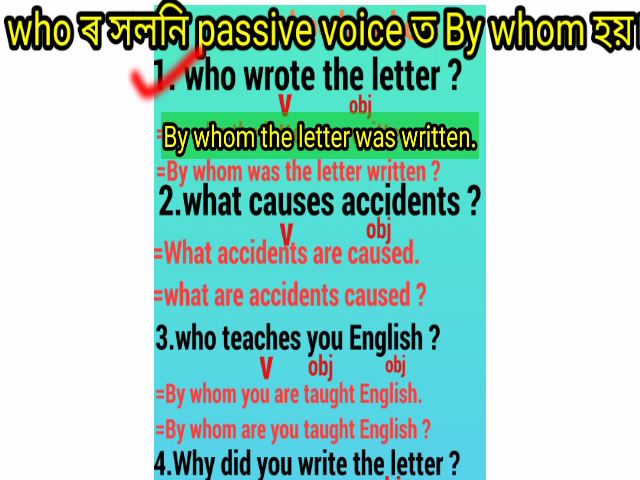 who ৰ সলনি passive voice ত By whom হয়।
1. who wrote the letter ?
V obj
By whom the letter was written.
=By whom was the letter written ?
2.what causes accidents ?
V obj
=What accidents are caused.
=what are accidents caused ?
3.who teaches you English ?
V obj obj
=By whom you are taught English.
=By whom are you taught English ?
4.Why did you write the letter ?